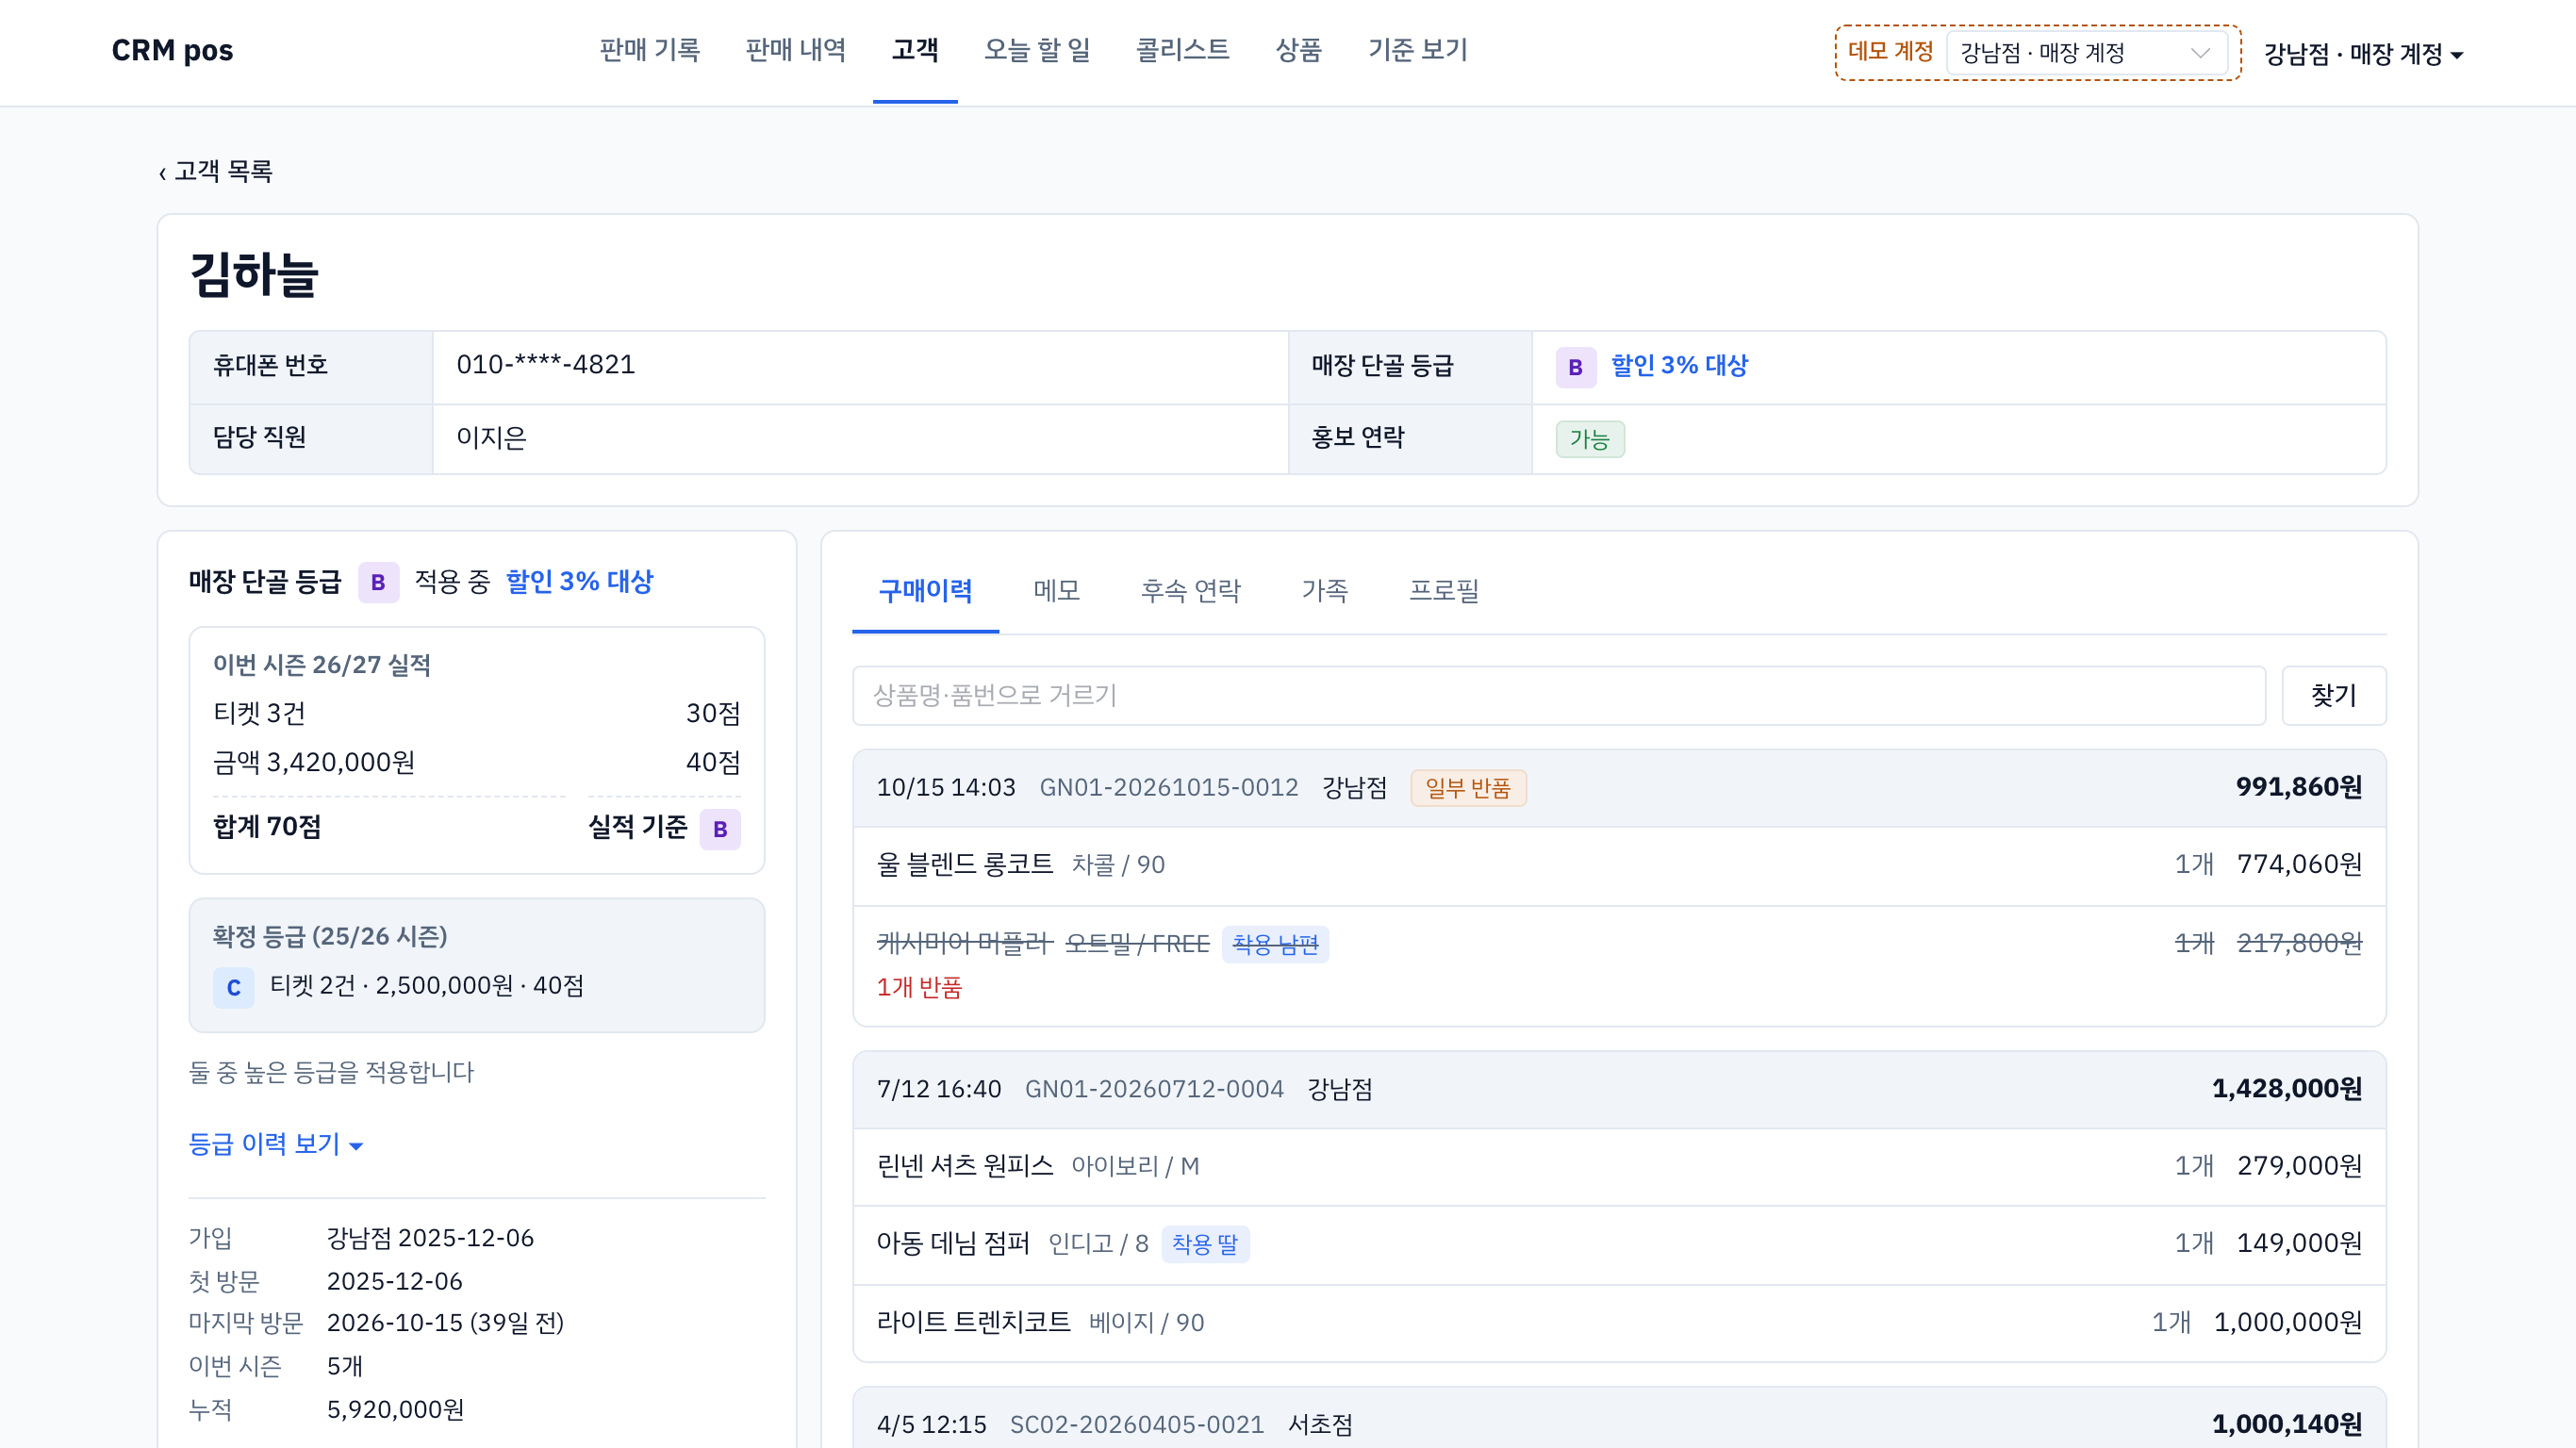 CRM pos
판매 기록 판매 내역 고객 오늘 할 일 콜리스트 상품 기준 보기
데모 계정 강남점 · 매장 계정 강남점 · 매장 계정
‹ 고객 목록
김하늘
휴대폰 번호 010-****-4821 매장 단골 등급 B 할인 3% 대상
담당 직원 이지은 홍보 연락 가능
매장 단골 등급 B 적용 중 할인 3% 대상
이번 시즌 26/27 실적
티켓 3건 30점
금액 3,420,000원 40점
합계 70점 실적 기준 B
확정 등급 (25/26 시즌)
C 티켓 2건 · 2,500,000원 · 40점
둘 중 높은 등급을 적용합니다
등급 이력 보기
가입 강남점 2025-12-06
첫 방문 2025-12-06
마지막 방문 2026-10-15 (39일 전)
이번 시즌 5개
누적 5,920,000원
구매이력 메모 후속 연락 가족 프로필
상품명·품번으로 거르기 찾기
10/15 14:03 GN01-20261015-0012 강남점 일부 반품 991,860원
울 블렌드 롱코트 차콜 / 90 1개 774,060원
캐시미어 머플러 오트밀 / FREE 착용 남편 1개 217,800원
1개 반품
7/12 16:40 GN01-20260712-0004 강남점 1,428,000원
린넨 셔츠 원피스 아이보리 / M 1개 279,000원
아동 데님 점퍼 인디고 / 8 착용 딸 1개 149,000원
라이트 트렌치코트 베이지 / 90 1개 1,000,000원
4/5 12:15 SC02-20260405-0021 서초점 1,000,140원